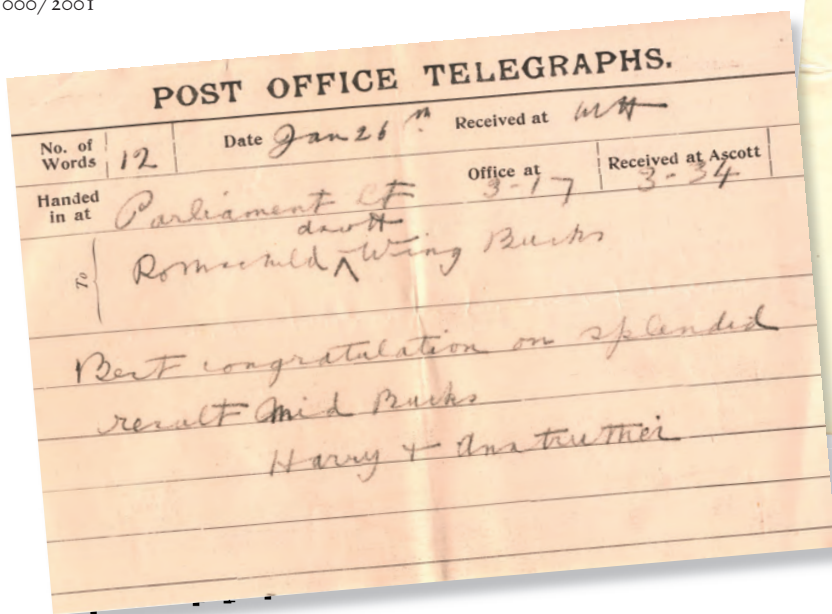 000/2001
POST OFFICE TELEGRAPHS.
No. of Words 12 Date Jan 26th Received at
Handed in at Parliament St Office at 3-17 Received at Ascott 3-34
To Rothschild Wing Bucks
Best congratulation on splendid
result Mid Bucks
Harry + Anstruther